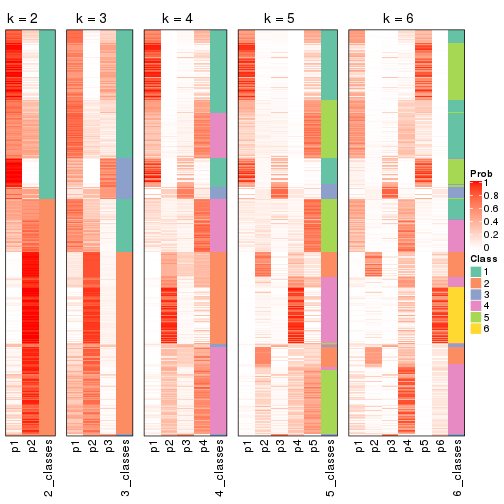 k = 2
k = 3
k = 4
k = 5
k = 6
p1
p2
2_classes
p1
p2
p3
3_classes
p1
p2
p3
p4
4_classes
p1
p2
p3
p4
p5
5_classes
p1
p2
p3
p4
p5
p6
6_classes
Prob
1
0.8
0.6
0.4
0.2
0
Class
1
2
3
4
5
6